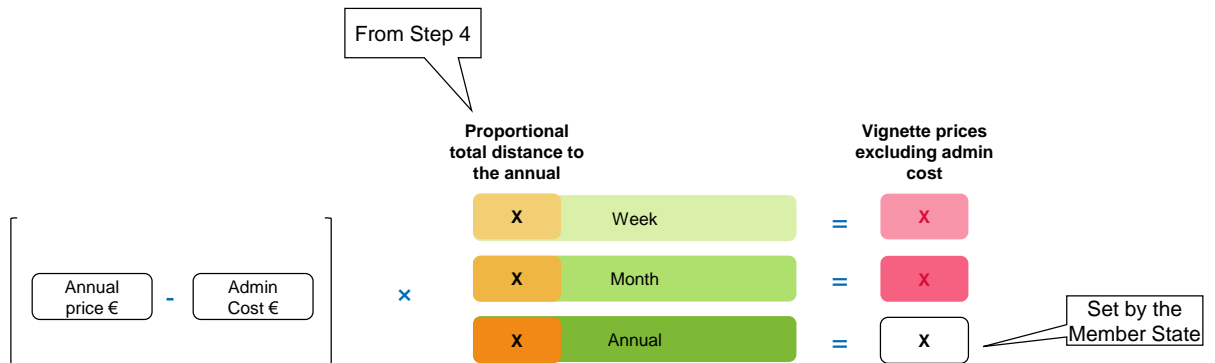 From Step 4
Proportional
total distance to
the annual
Vignette prices
excluding admin
cost
X Week = X
Annual
price €
-
Admin
Cost €
×
X Month = X
X Annual = X
Set by the
Member State